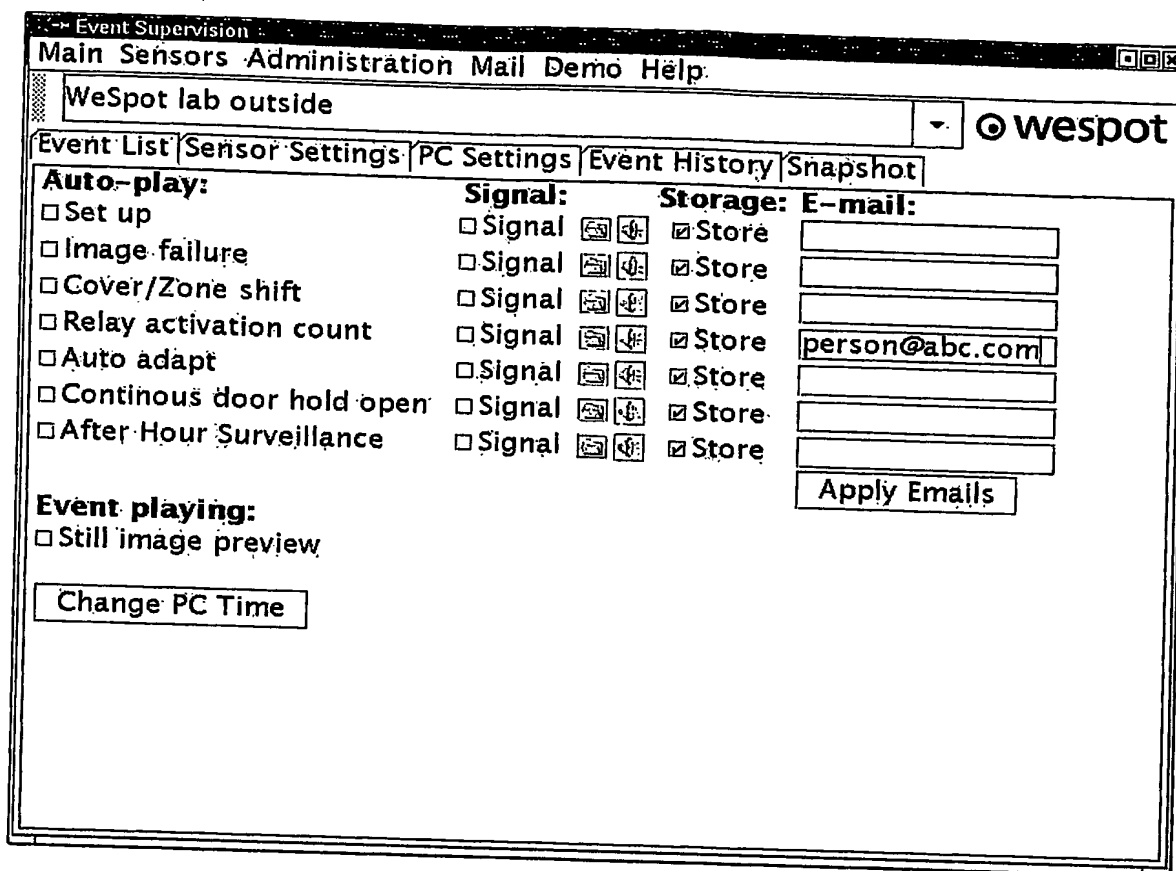 Event Supervision
Main Sensors Administration Mail Demo Help
WeSpot lab outside
wespot
Event List Sensor Settings PC Settings Event History Snapshot
Auto-play: Signal: Storage: E-mail:
Set up Signal Store
Image failure Signal Store
Cover/Zone shift Signal Store
Relay activation count Signal Store person@abc.com
Auto adapt Signal Store
Continous door hold open Signal Store
After Hour Surveillance Signal Store
Apply Emails
Event playing:
Still image preview
Change PC Time